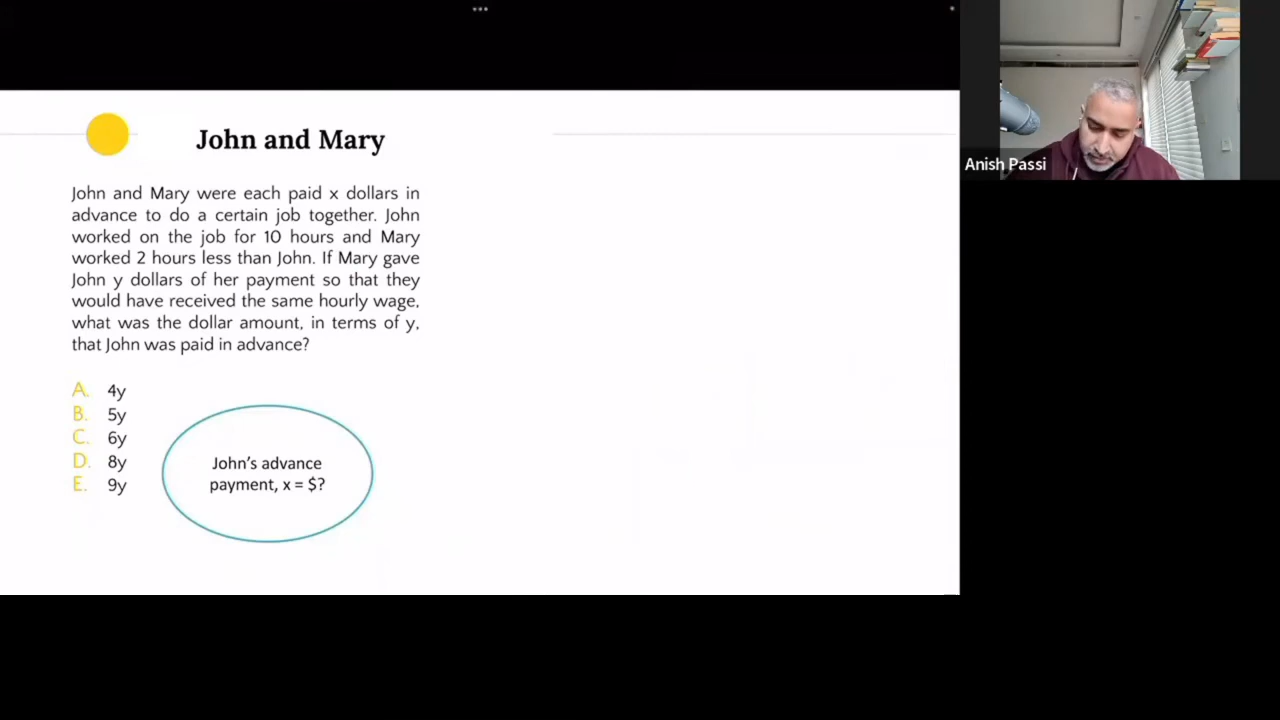 John and Mary
John and Mary were each paid x dollars in
advance to do a certain job together. John
worked on the job for 10 hours and Mary
worked 2 hours less than John. If Mary gave
John y dollars of her payment so that they
would have received the same hourly wage,
what was the dollar amount, in terms of y,
that John was paid in advance?
A. 4y
B. 5y
C. 6y
D. 8y
E. 9y
John's advance
payment, x = $?
Anish Passi